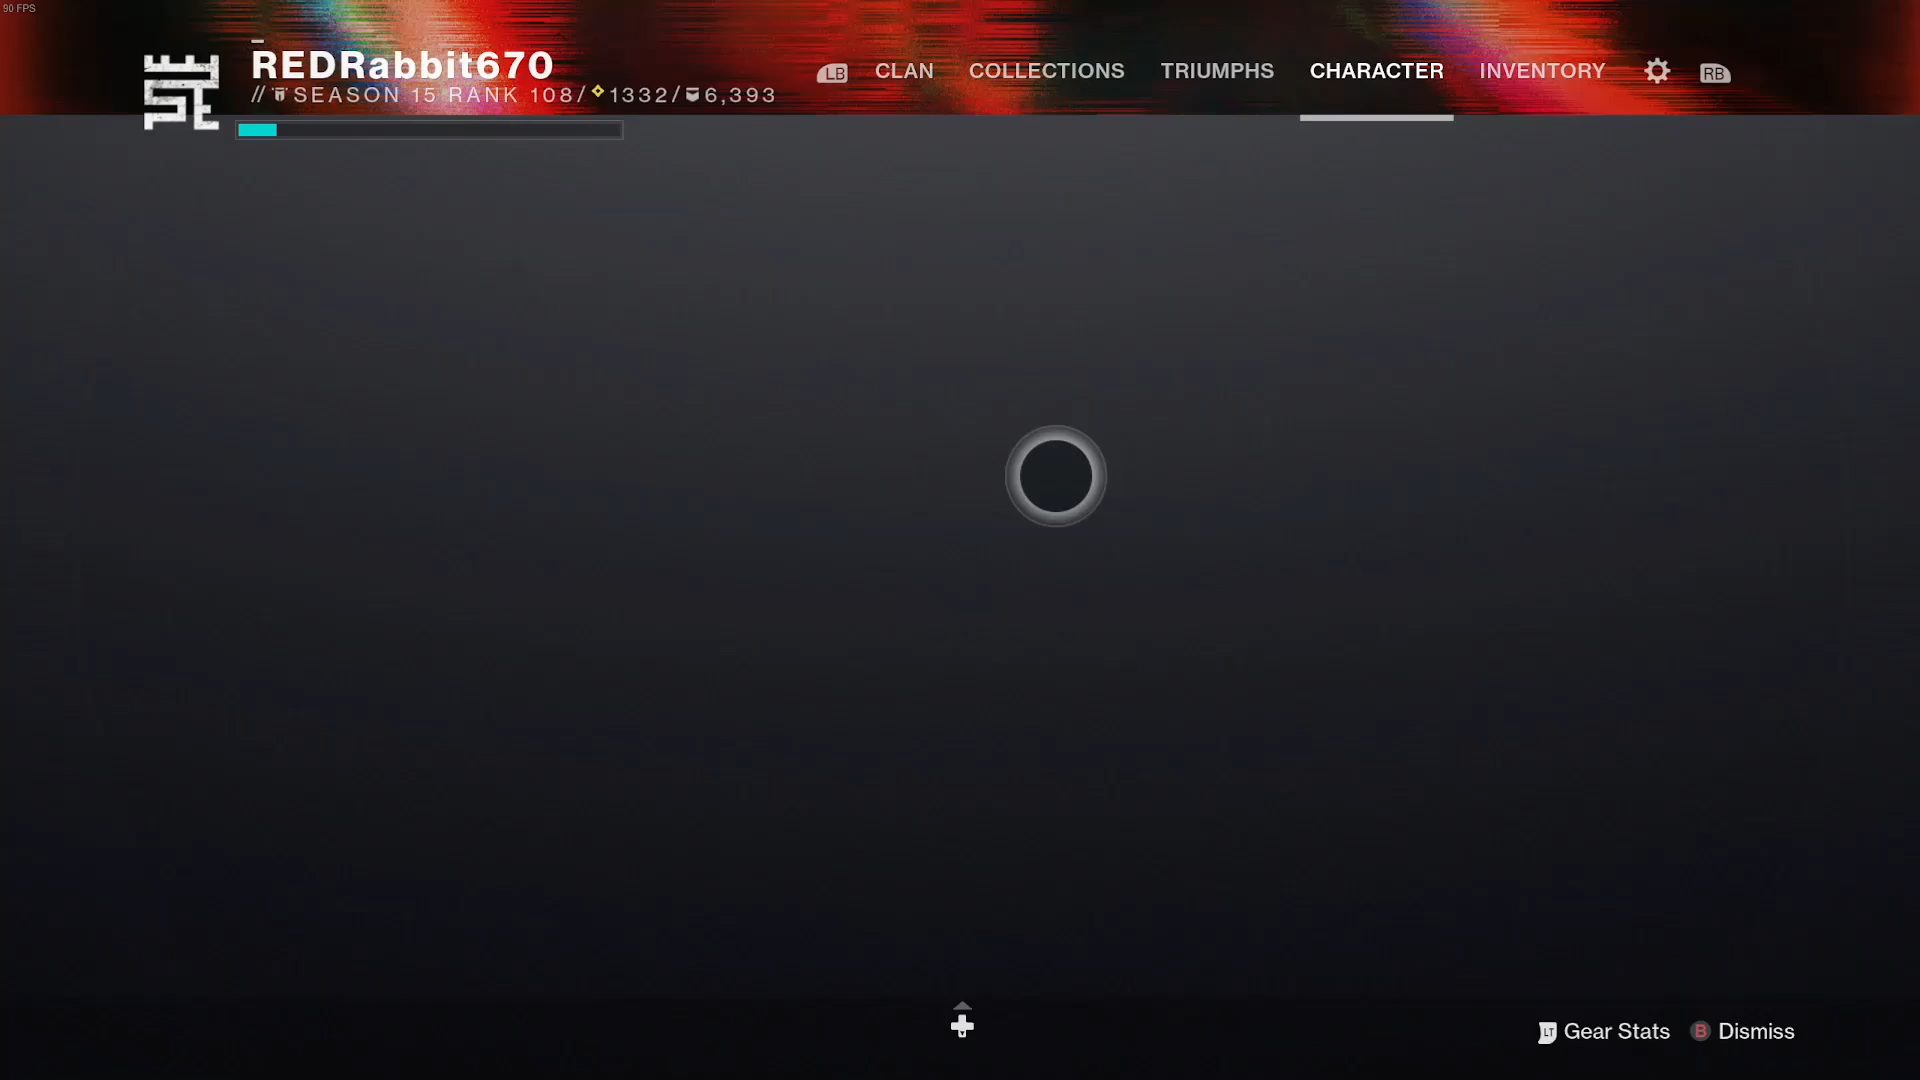 90 FPS
REDRabbit670
// SEASON 15 RANK 108/ 1332/ 6,393
LB CLAN COLLECTIONS TRIUMPHS CHARACTER INVENTORY RB
LT Gear Stats B Dismiss